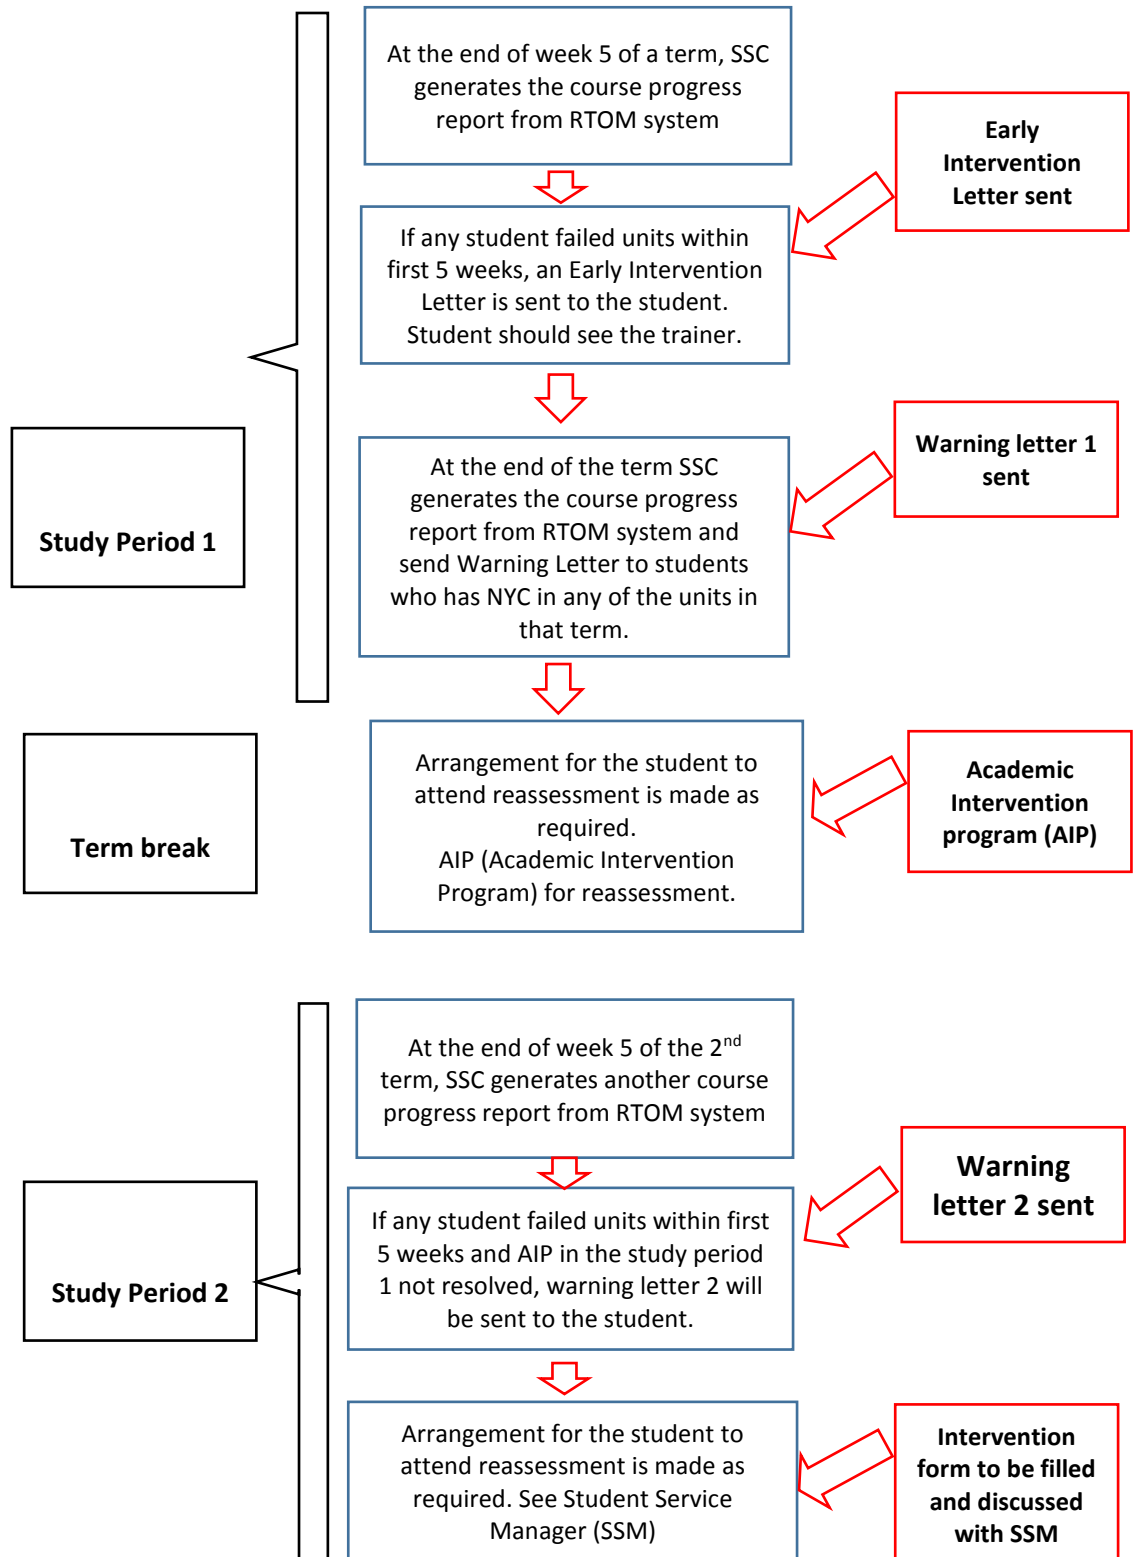 At the end of week 5 of a term, SSC
generates the course progress
report from RTOM system
Early
Intervention
Letter sent
If any student failed units within
first 5 weeks, an Early Intervention
Letter is sent to the student.
Student should see the trainer.
Study Period 1
At the end of the term SSC
generates the course progress
report from RTOM system and
send Warning Letter to students
who has NYC in any of the units in
that term.
Warning letter 1
sent
Term break
Arrangement for the student to
attend reassessment is made as
required.
AIP (Academic Intervention
Program) for reassessment.
Academic
Intervention
program (AIP)
At the end of week 5 of the 2nd
term, SSC generates another course
progress report from RTOM system
Warning
letter 2 sent
Study Period 2
If any student failed units within first
5 weeks and AIP in the study period
1 not resolved, warning letter 2 will
be sent to the student.
Arrangement for the student to
attend reassessment is made as
required. See Student Service
Manager (SSM)
Intervention
form to be filled
and discussed
with SSM